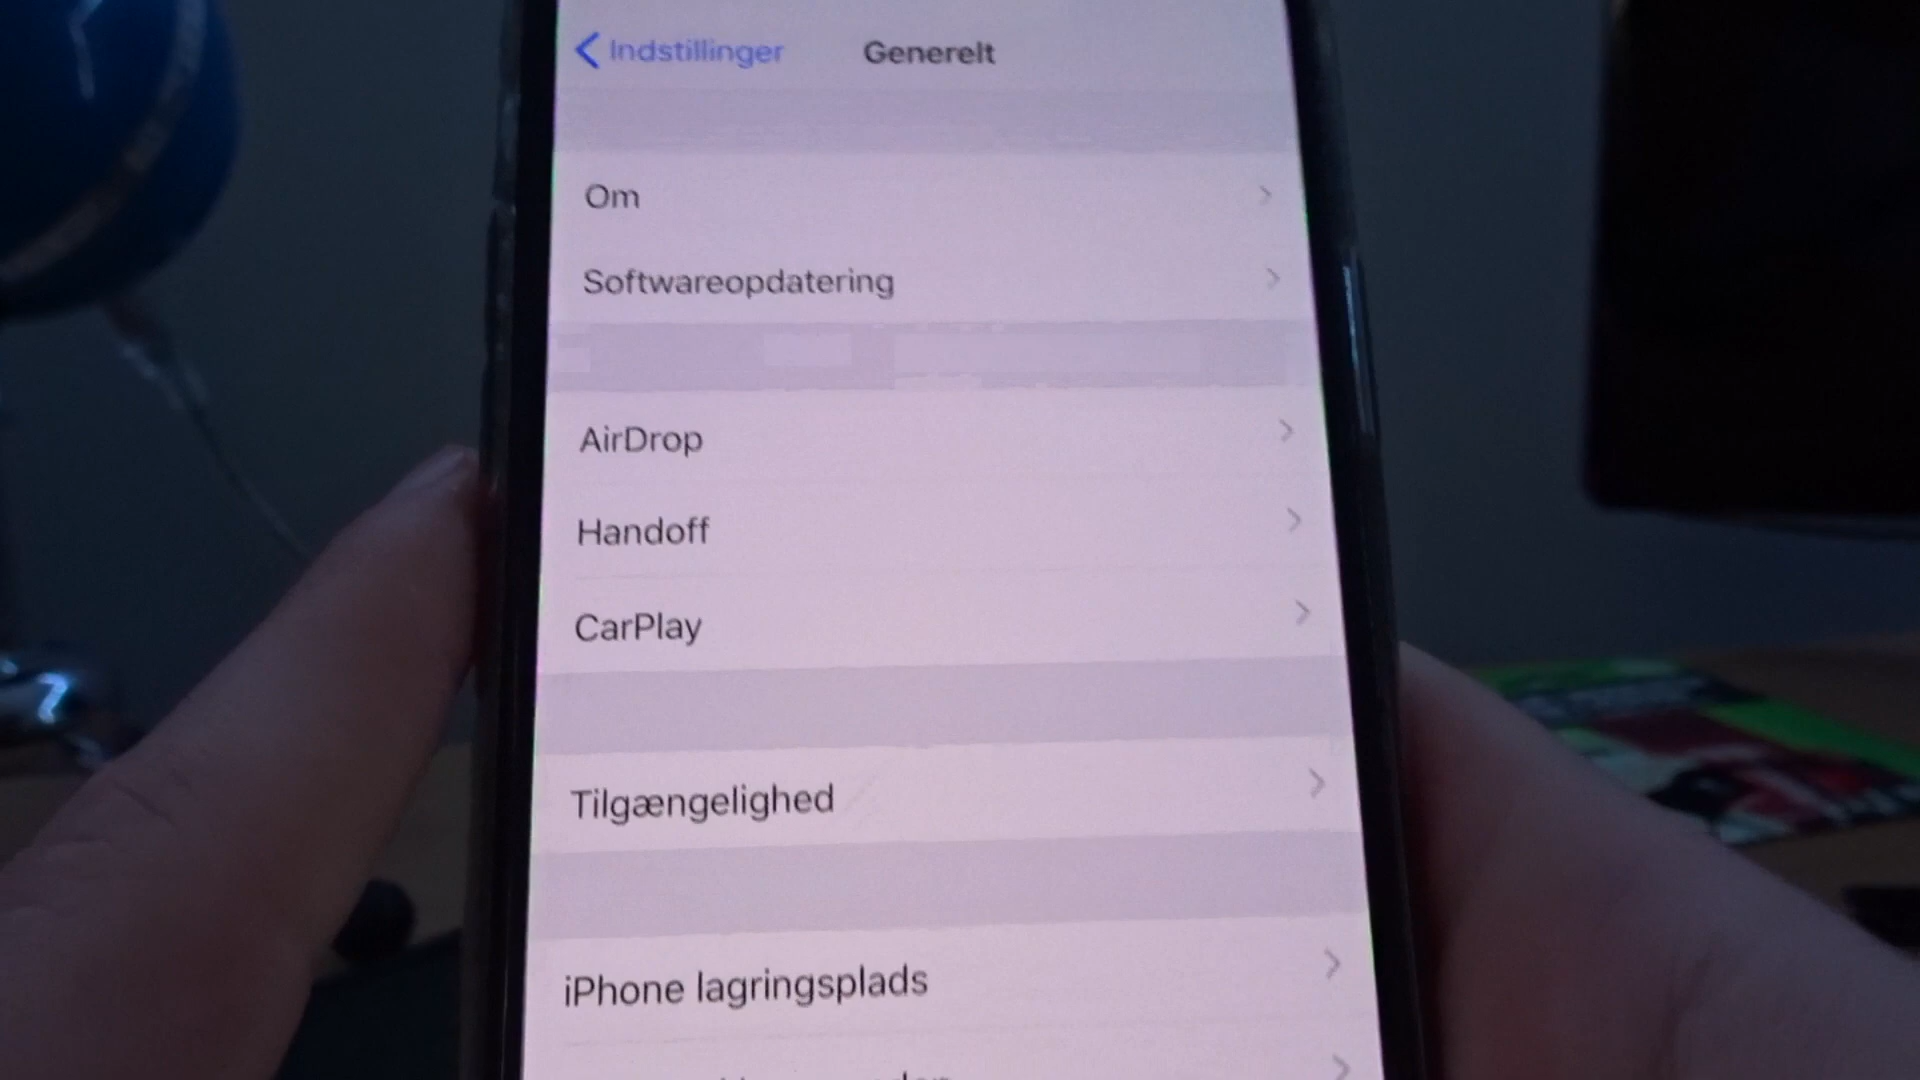 Indstillinger
Generelt
Om
Softwareopdatering
AirDrop
Handoff
CarPlay
Tilgængelighed
iPhone lagringsplads